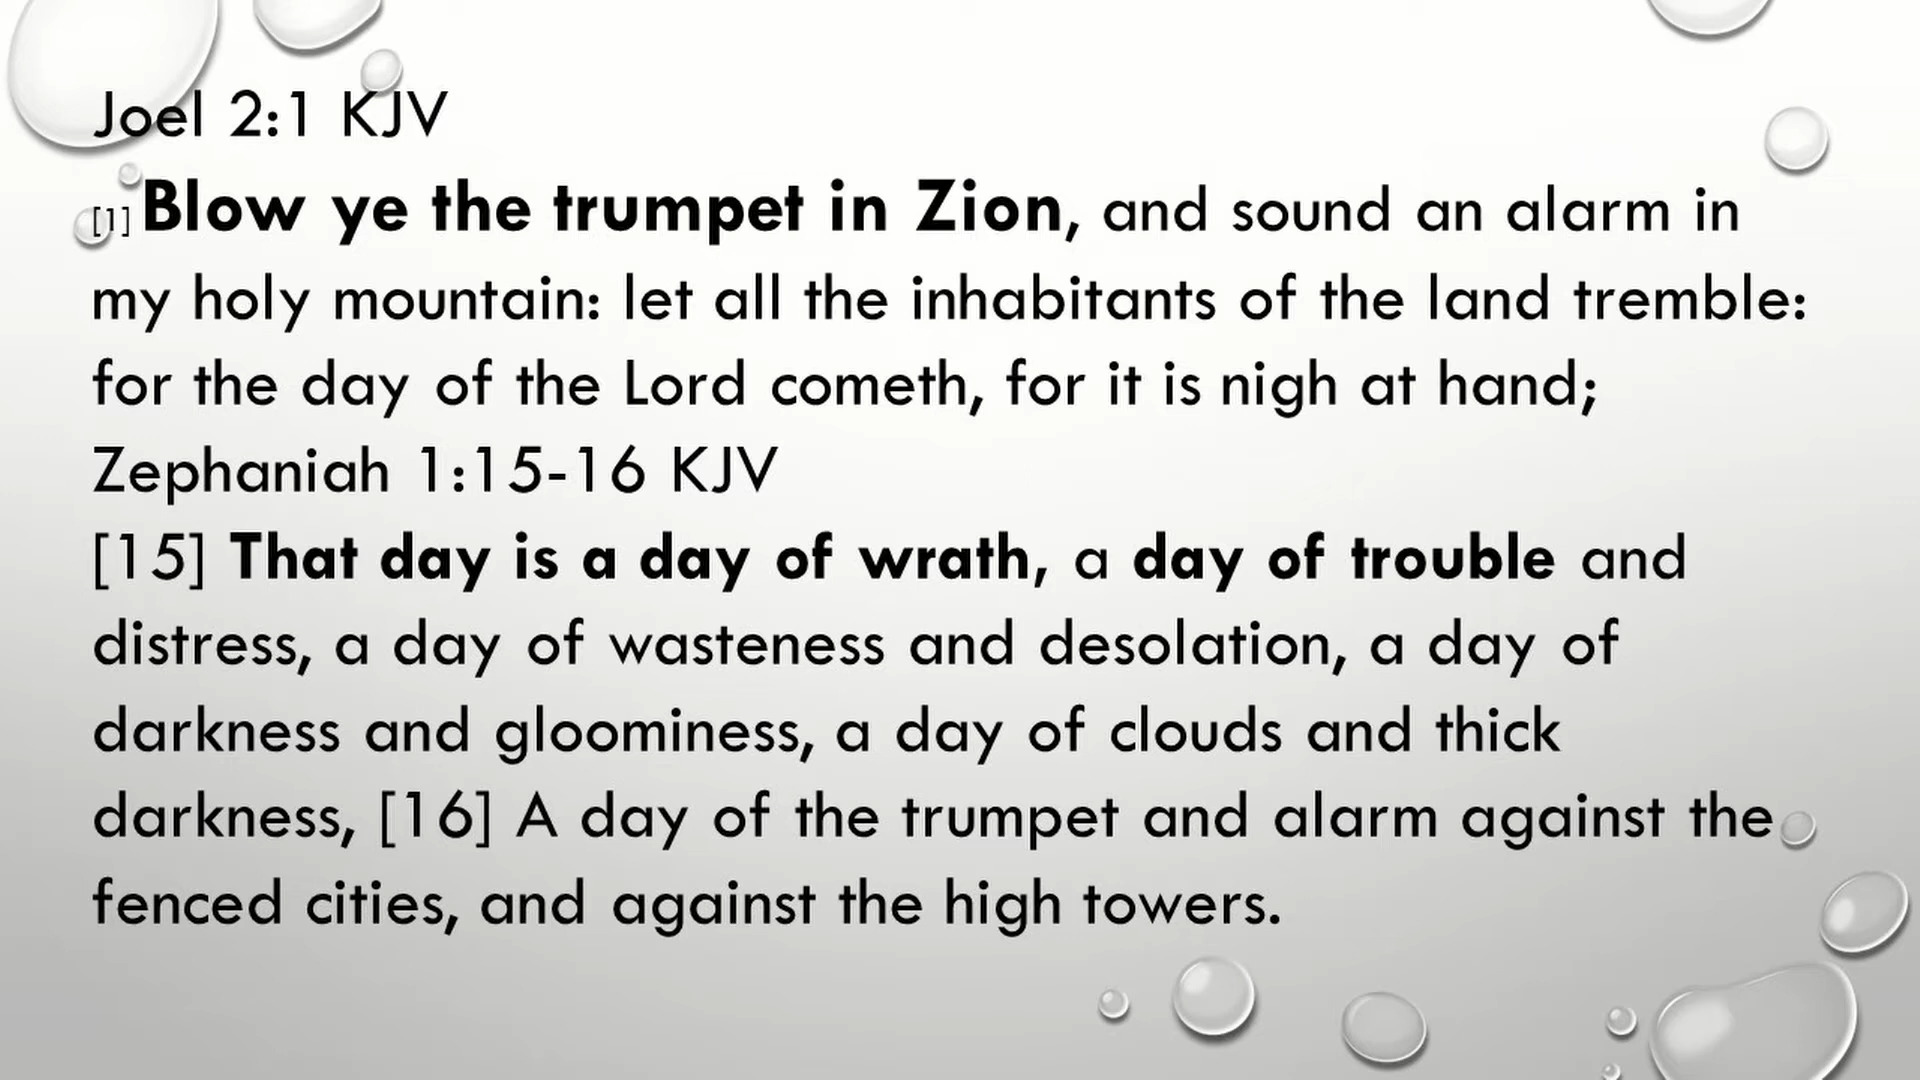 Joel 2:1 KJV
[1] Blow ye the trumpet in Zion, and sound an alarm in
my holy mountain: let all the inhabitants of the land tremble:
for the day of the Lord cometh, for it is nigh at hand;
Zephaniah 1:15-16 KJV
[15] That day is a day of wrath, a day of trouble and
distress, a day of wasteness and desolation, a day of
darkness and gloominess, a day of clouds and thick
darkness, [16] A day of the trumpet and alarm against the
fenced cities, and against the high towers.